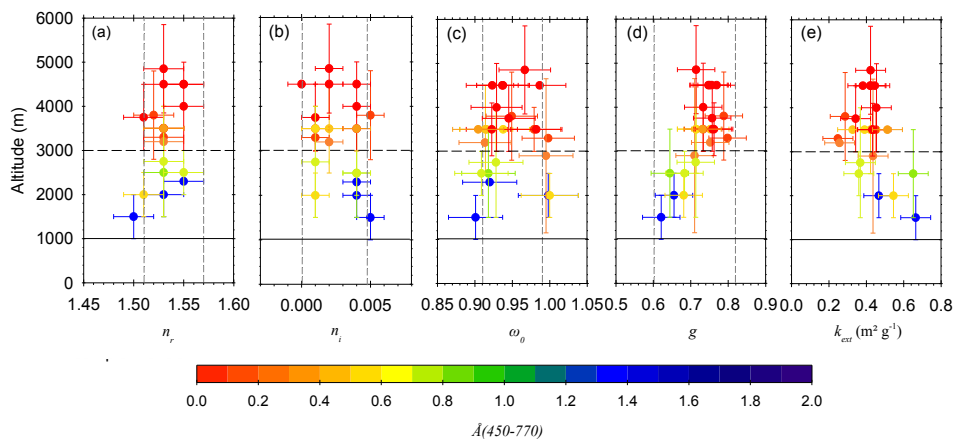 6000
5000
4000
3000
2000
1000
0
Altitude (m)
(a) (b) (c) (d) (e)
1.45 1.50 1.55 1.60 0.000 0.005 0.85 0.90 0.95 1.00 1.05 0.5 0.6 0.7 0.8 0.9 0.0 0.2 0.4 0.6 0.8 1.0
n_r n_i ω_0 g k_ext (m² g⁻¹)
0.0 0.2 0.4 0.6 0.8 1.0 1.2 1.4 1.6 1.8 2.0
Å(450-770)